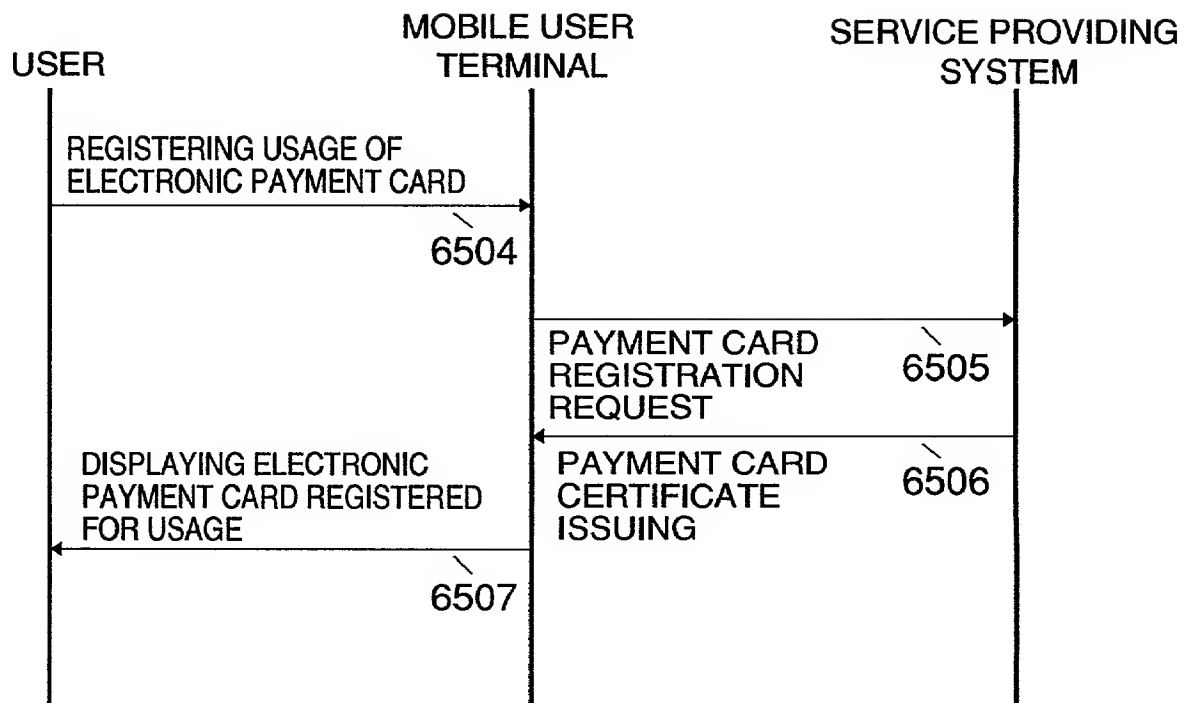 USER
MOBILE USER
TERMINAL
SERVICE PROVIDING
SYSTEM
REGISTERING USAGE OF
ELECTRONIC PAYMENT CARD
6504
PAYMENT CARD
REGISTRATION
REQUEST
6505
DISPLAYING ELECTRONIC
PAYMENT CARD REGISTERED
FOR USAGE
PAYMENT CARD
CERTIFICATE
ISSUING
6506
6507